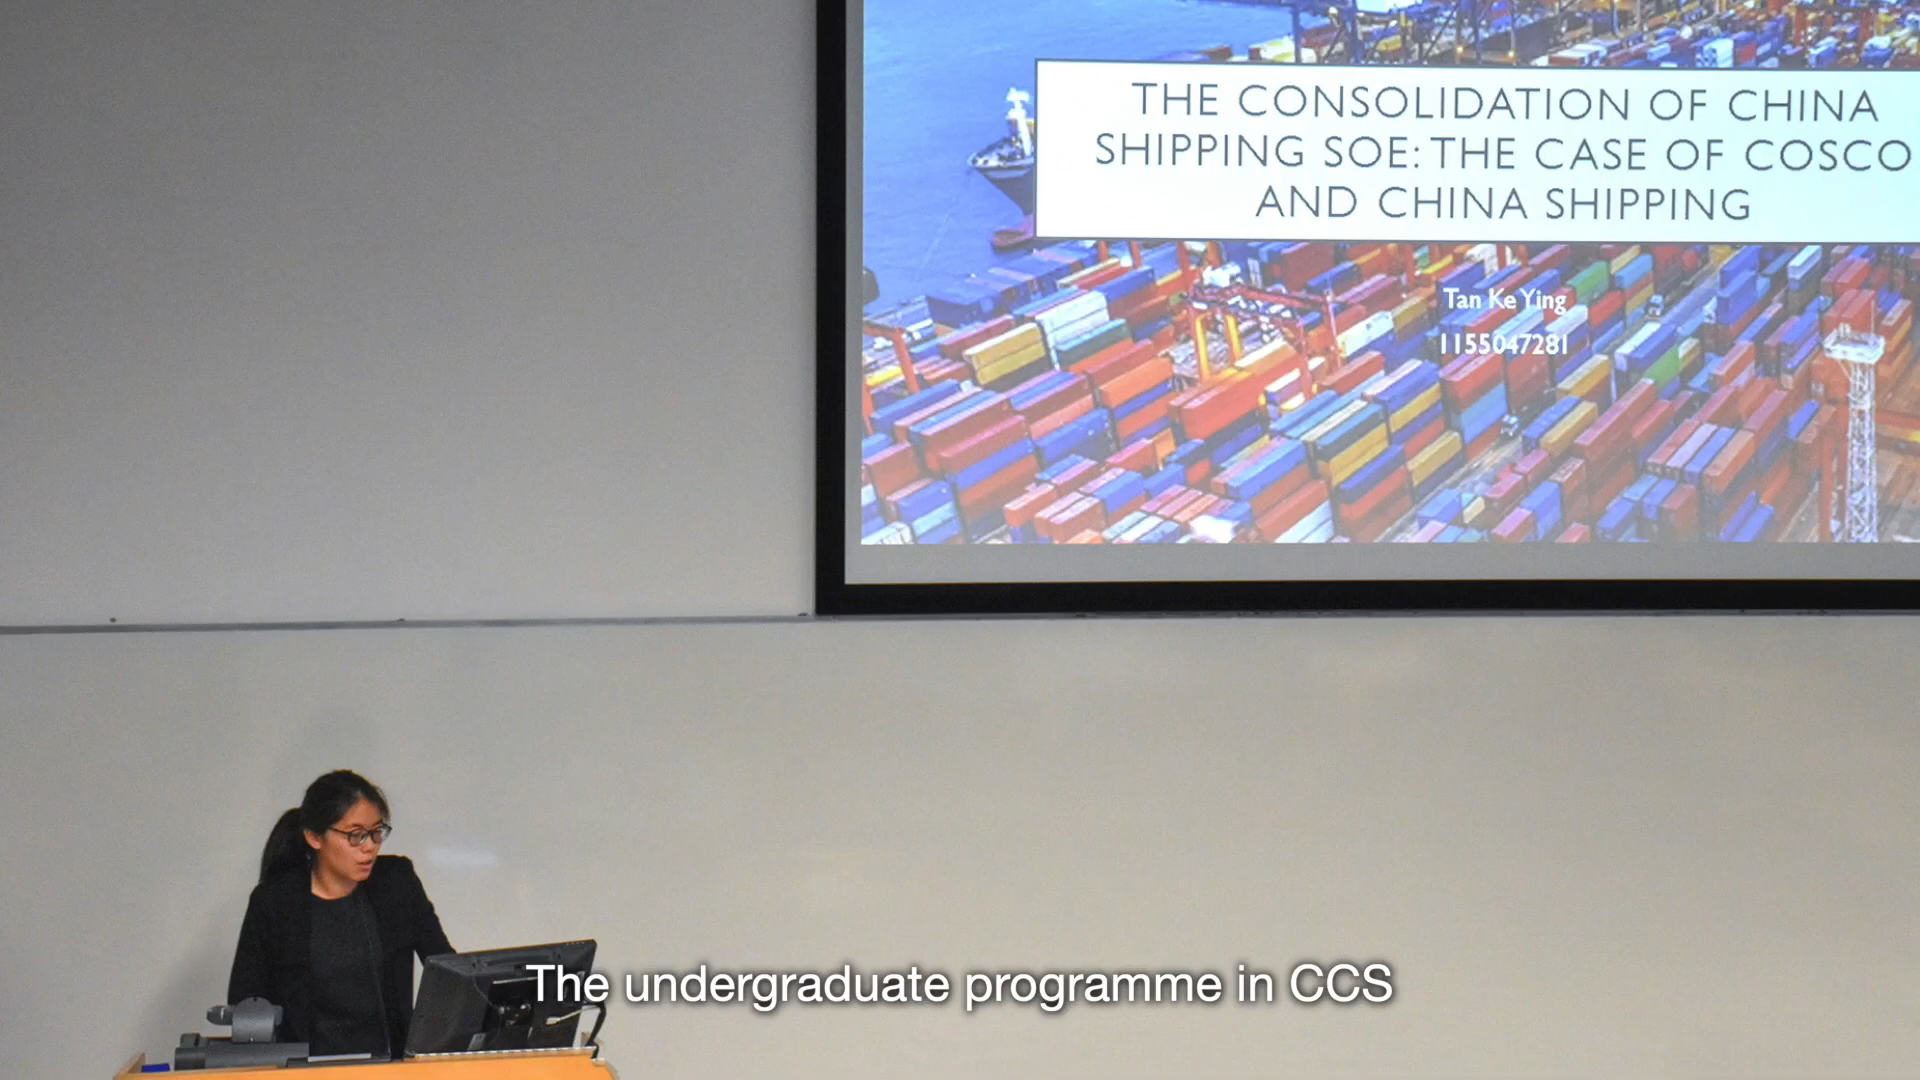 THE CONSOLIDATION OF CHINA
SHIPPING SOE: THE CASE OF COSCO
AND CHINA SHIPPING
Tan Ke Ying
1155047281
The undergraduate programme in CCS